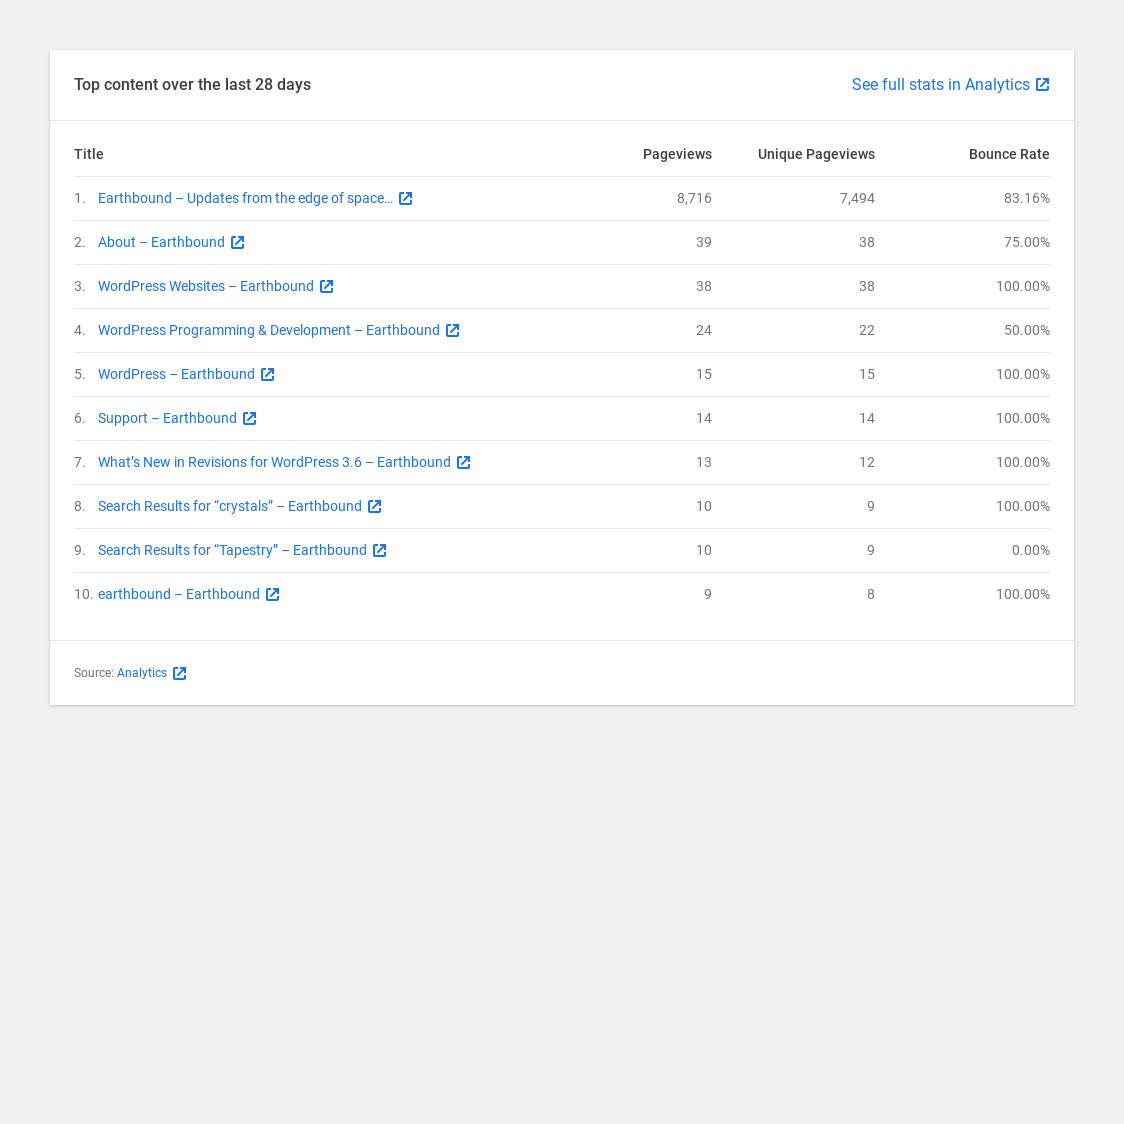 Top content over the last 28 days See full stats in Analytics
Title Pageviews Unique Pageviews Bounce Rate
1. Earthbound – Updates from the edge of space… 8,716 7,494 83.16%
2. About – Earthbound 39 38 75.00%
3. WordPress Websites – Earthbound 38 38 100.00%
4. WordPress Programming & Development – Earthbound 24 22 50.00%
5. WordPress – Earthbound 15 15 100.00%
6. Support – Earthbound 14 14 100.00%
7. What’s New in Revisions for WordPress 3.6 – Earthbound 13 12 100.00%
8. Search Results for “crystals” – Earthbound 10 9 100.00%
9. Search Results for “Tapestry” – Earthbound 10 9 0.00%
10. earthbound – Earthbound 9 8 100.00%
Source: Analytics